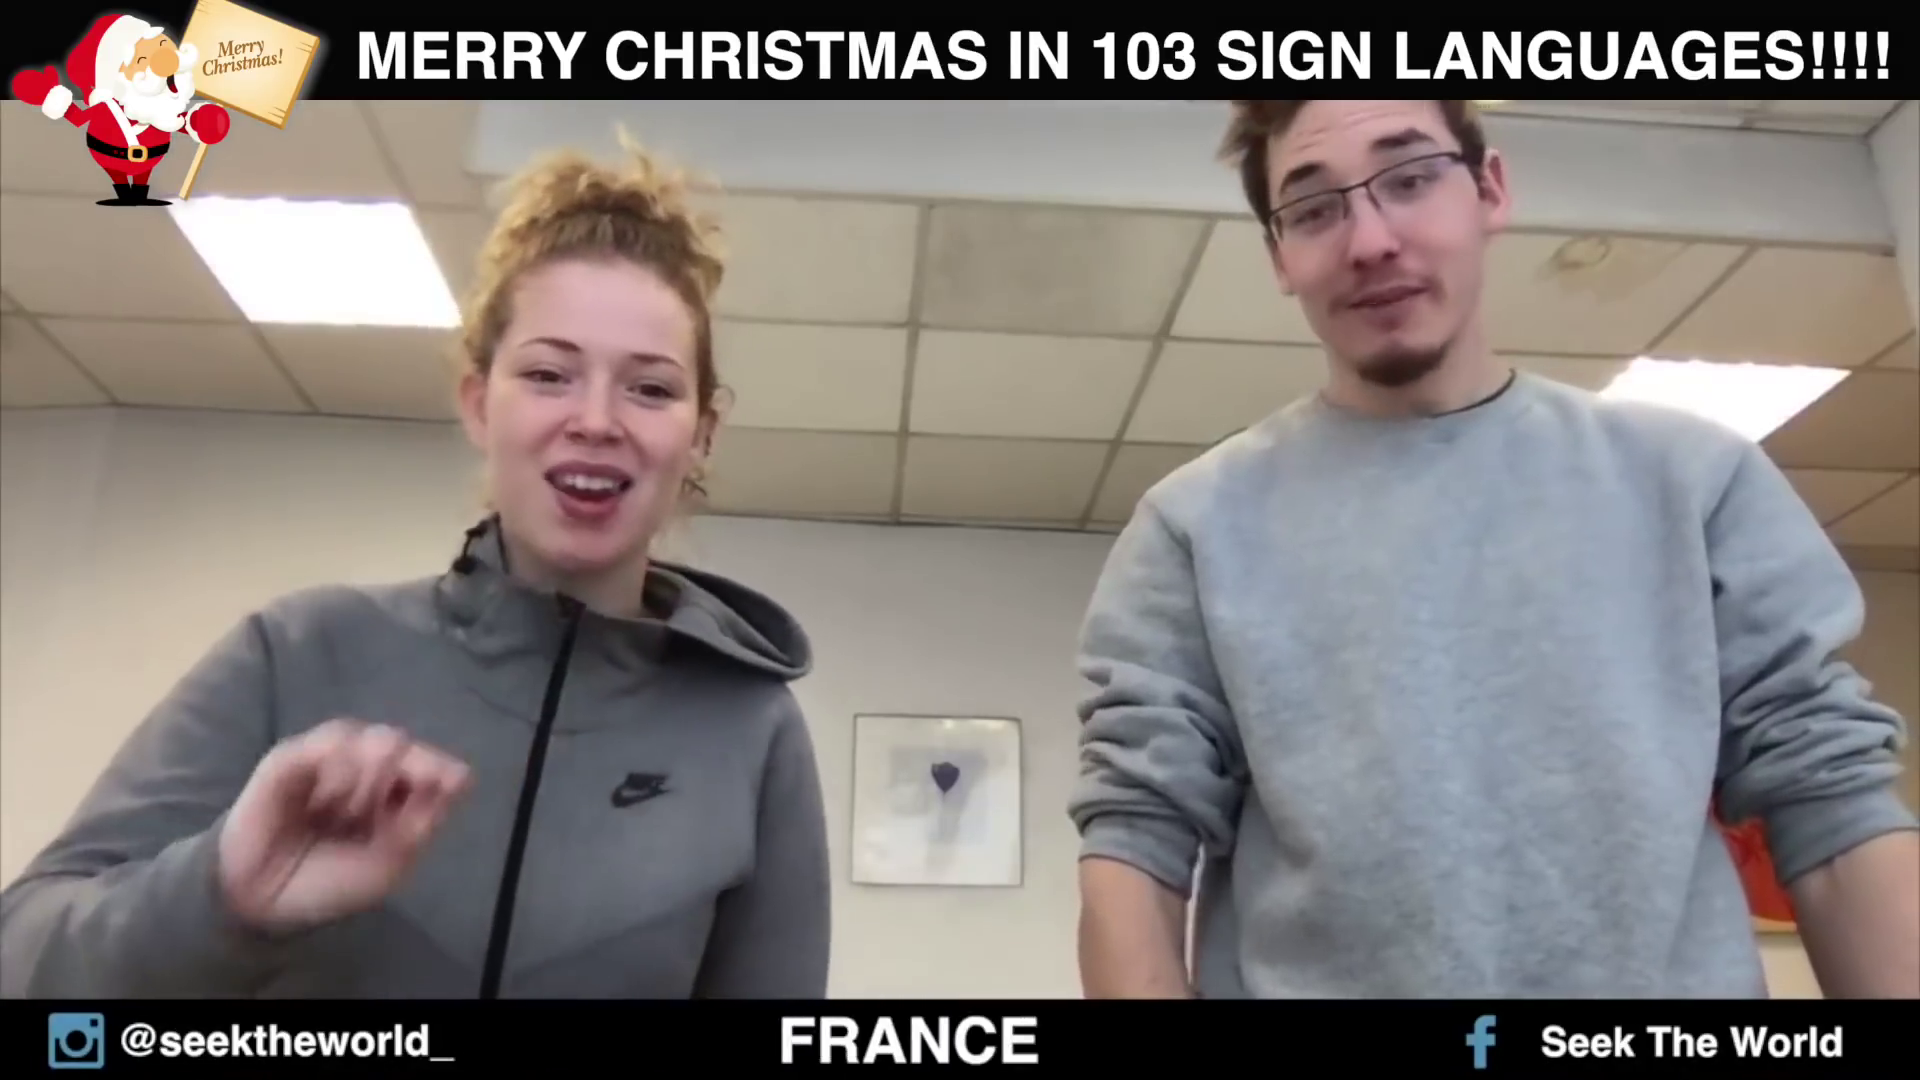 Merry
Christmas!
MERRY CHRISTMAS IN 103 SIGN LANGUAGES!!!!
@seektheworld_
FRANCE
Seek The World